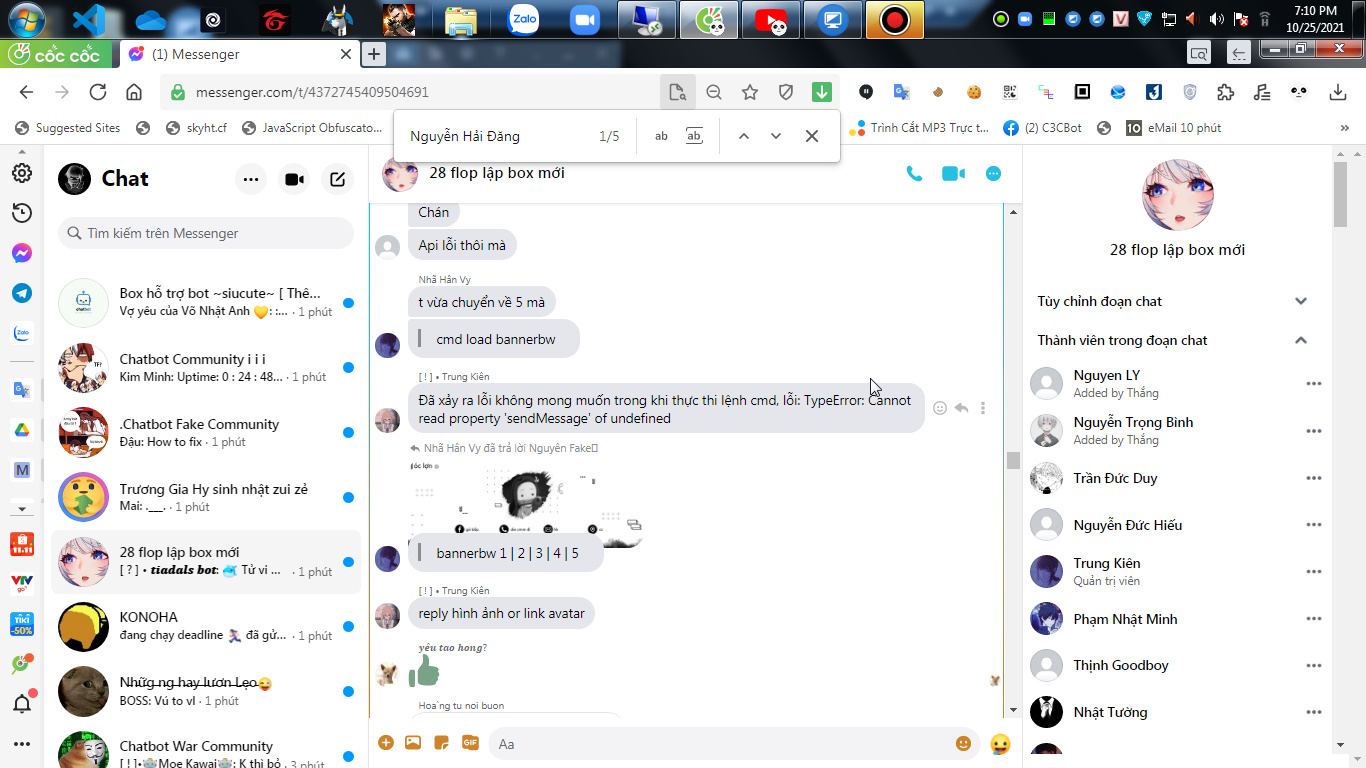 7:10 PM
10/25/2021
CỐC CỐC
(1) Messenger
messenger.com/t/4372745409504691
Suggested Sites
skyht.cf
JavaScript Obfuscato...
Trình Cắt MP3 Trực t...
(2) C3CBot
10
eMail 10 phút
»
Nguyễn Hải Đăng
1/5
ab
ab
Chat
Tìm kiếm trên Messenger
Box hỗ trợ bot ~siucute~ [ Thê...
Vợ yêu của Võ Nhật Anh 💛: :... · 1 phút
Chatbot Community i i i
Kim Minh: Uptime: 0 : 24 : 48... · 1 phút
.Chatbot Fake Community
Đậu: How to fix · 1 phút
Trương Gia Hy sinh nhật zui zẻ
Mai: .___. · 1 phút
28 flop lập box mới
[ ? ] • tiadals bot: 🐳 Tử vi ... · 1 phút
KONOHA
đang chạy deadline 🏃🏻‍♀️ đã gử... · 1 phút
Những ng hay lươn Lẹo😜
BOSS: Vú to vl · 1 phút
Chatbot War Community
[ ! ]•🤖Moe Kawai🤖: K thì bỏ · 3 phút
Zalo
M
11.11
VTV
go
TIKI
-50%
28 flop lập box mới
Chán
Api lỗi thôi mà
Nhã Hân Vy
t vừa chuyển về 5 mà
cmd load bannerbw
[ ! ] • Trung Kiên
Đã xảy ra lỗi không mong muốn trong khi thực thi lệnh cmd, lỗi: TypeError: Cannot
read property 'sendMessage' of undefined
Nhã Hân Vy đã trả lời Nguyên Fake
bannerbw 1 | 2 | 3 | 4 | 5
[ ! ] • Trung Kiên
reply hình ảnh or link avatar
yêu tao hong?
Hoàng tu noi buon
GIF
Aa
28 flop lập box mới
Tùy chỉnh đoạn chat
Thành viên trong đoạn chat
Nguyen LY
Added by Thắng
Nguyễn Trọng Bình
Added by Thắng
Trần Đức Duy
Nguyễn Đức Hiếu
Trung Kiên
Quản trị viên
Phạm Nhật Minh
Thịnh Goodboy
Nhật Tường